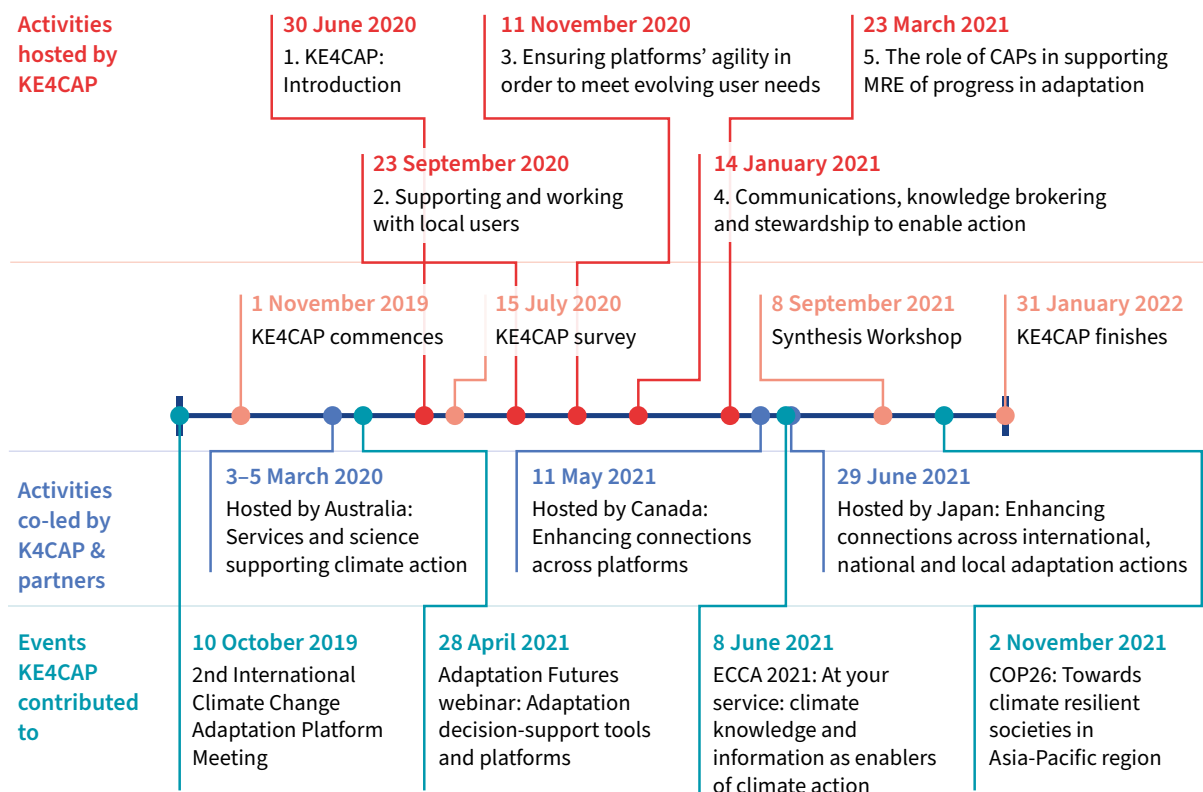 Activities
hosted by
KE4CAP
30 June 2020
1. KE4CAP:
Introduction
11 November 2020
3. Ensuring platforms’ agility in
order to meet evolving user needs
23 March 2021
5. The role of CAPs in supporting
MRE of progress in adaptation
23 September 2020
2. Supporting and working
with local users
14 January 2021
4. Communications, knowledge brokering
and stewardship to enable action
1 November 2019
KE4CAP commences
15 July 2020
KE4CAP survey
8 September 2021
Synthesis Workshop
31 January 2022
KE4CAP finishes
Activities
co-led by
K4CAP &
partners
3–5 March 2020
Hosted by Australia:
Services and science
supporting climate action
11 May 2021
Hosted by Canada:
Enhancing connections
across platforms
29 June 2021
Hosted by Japan: Enhancing
connections across international,
national and local adaptation actions
Events
KE4CAP
contributed
to
10 October 2019
2nd International
Climate Change
Adaptation Platform
Meeting
28 April 2021
Adaptation Futures
webinar: Adaptation
decision-support tools
and platforms
8 June 2021
ECCA 2021: At your
service: climate
knowledge and
information as enablers
of climate action
2 November 2021
COP26: Towards
climate resilient
societies in
Asia-Pacific region